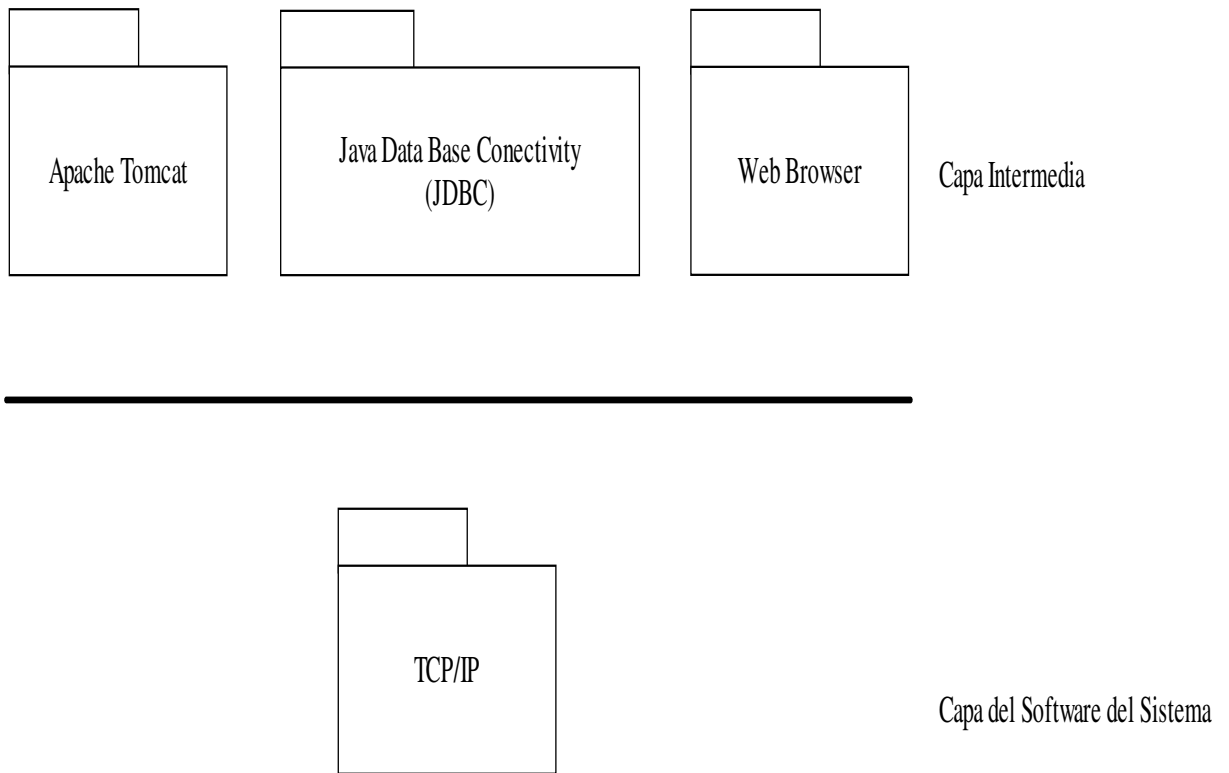 Apache Tomcat
Java Data Base Conectivity
(JDBC)
Web Browser
Capa Intermedia
TCP/IP
Capa del Software del Sistema